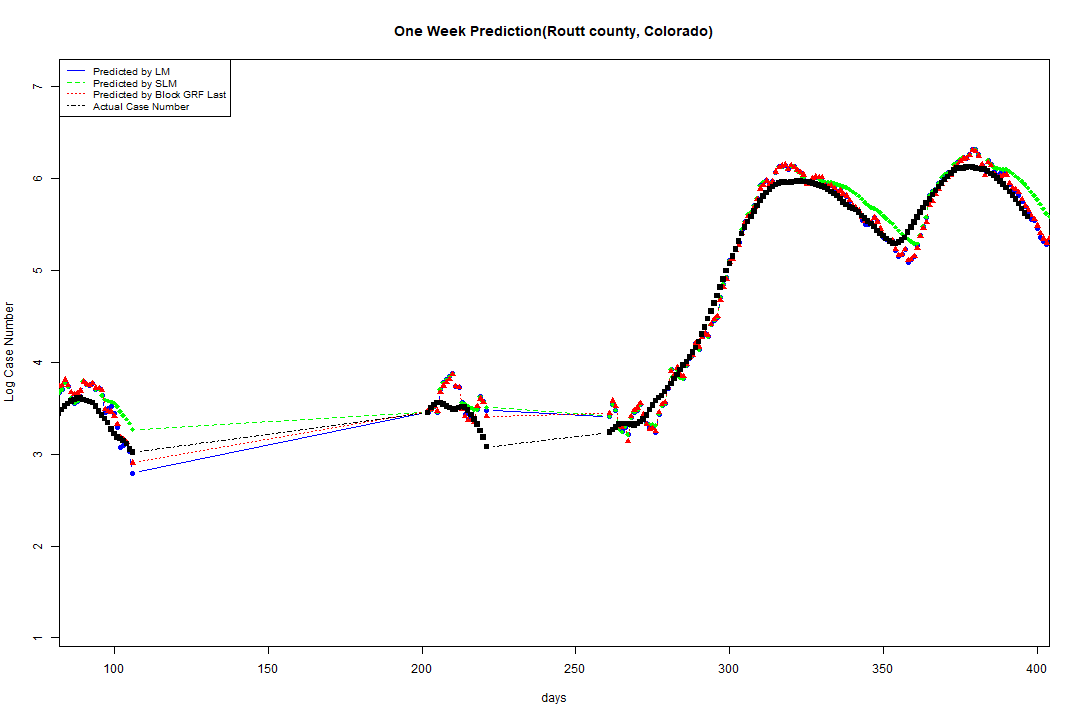 One Week Prediction(Routt county, Colorado)
Predicted by LM
Predicted by SLM
Predicted by Block GRF Last
Actual Case Number
7
6
5
4
3
2
1
Log Case Number
100 150 200 250 300 350 400
days